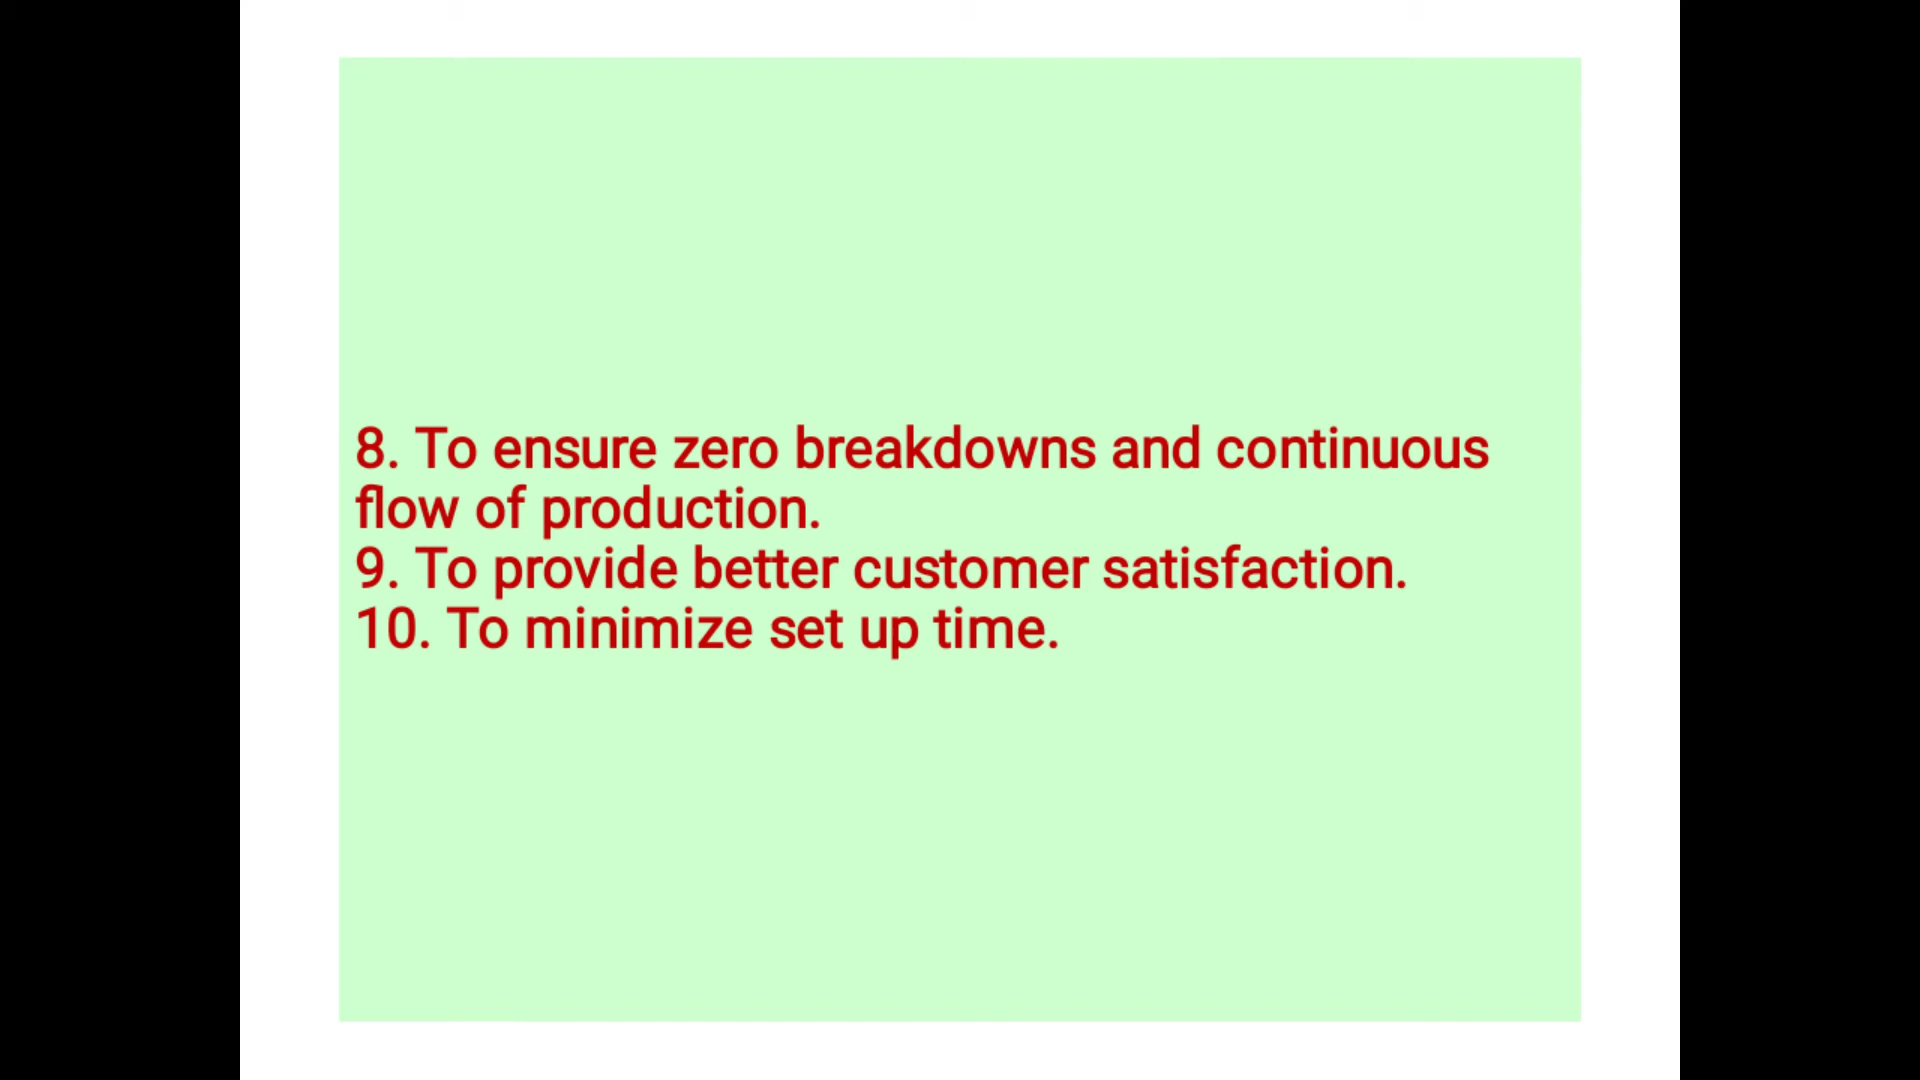 8. To ensure zero breakdowns and continuous
flow of production.
9. To provide better customer satisfaction.
10. To minimize set up time.